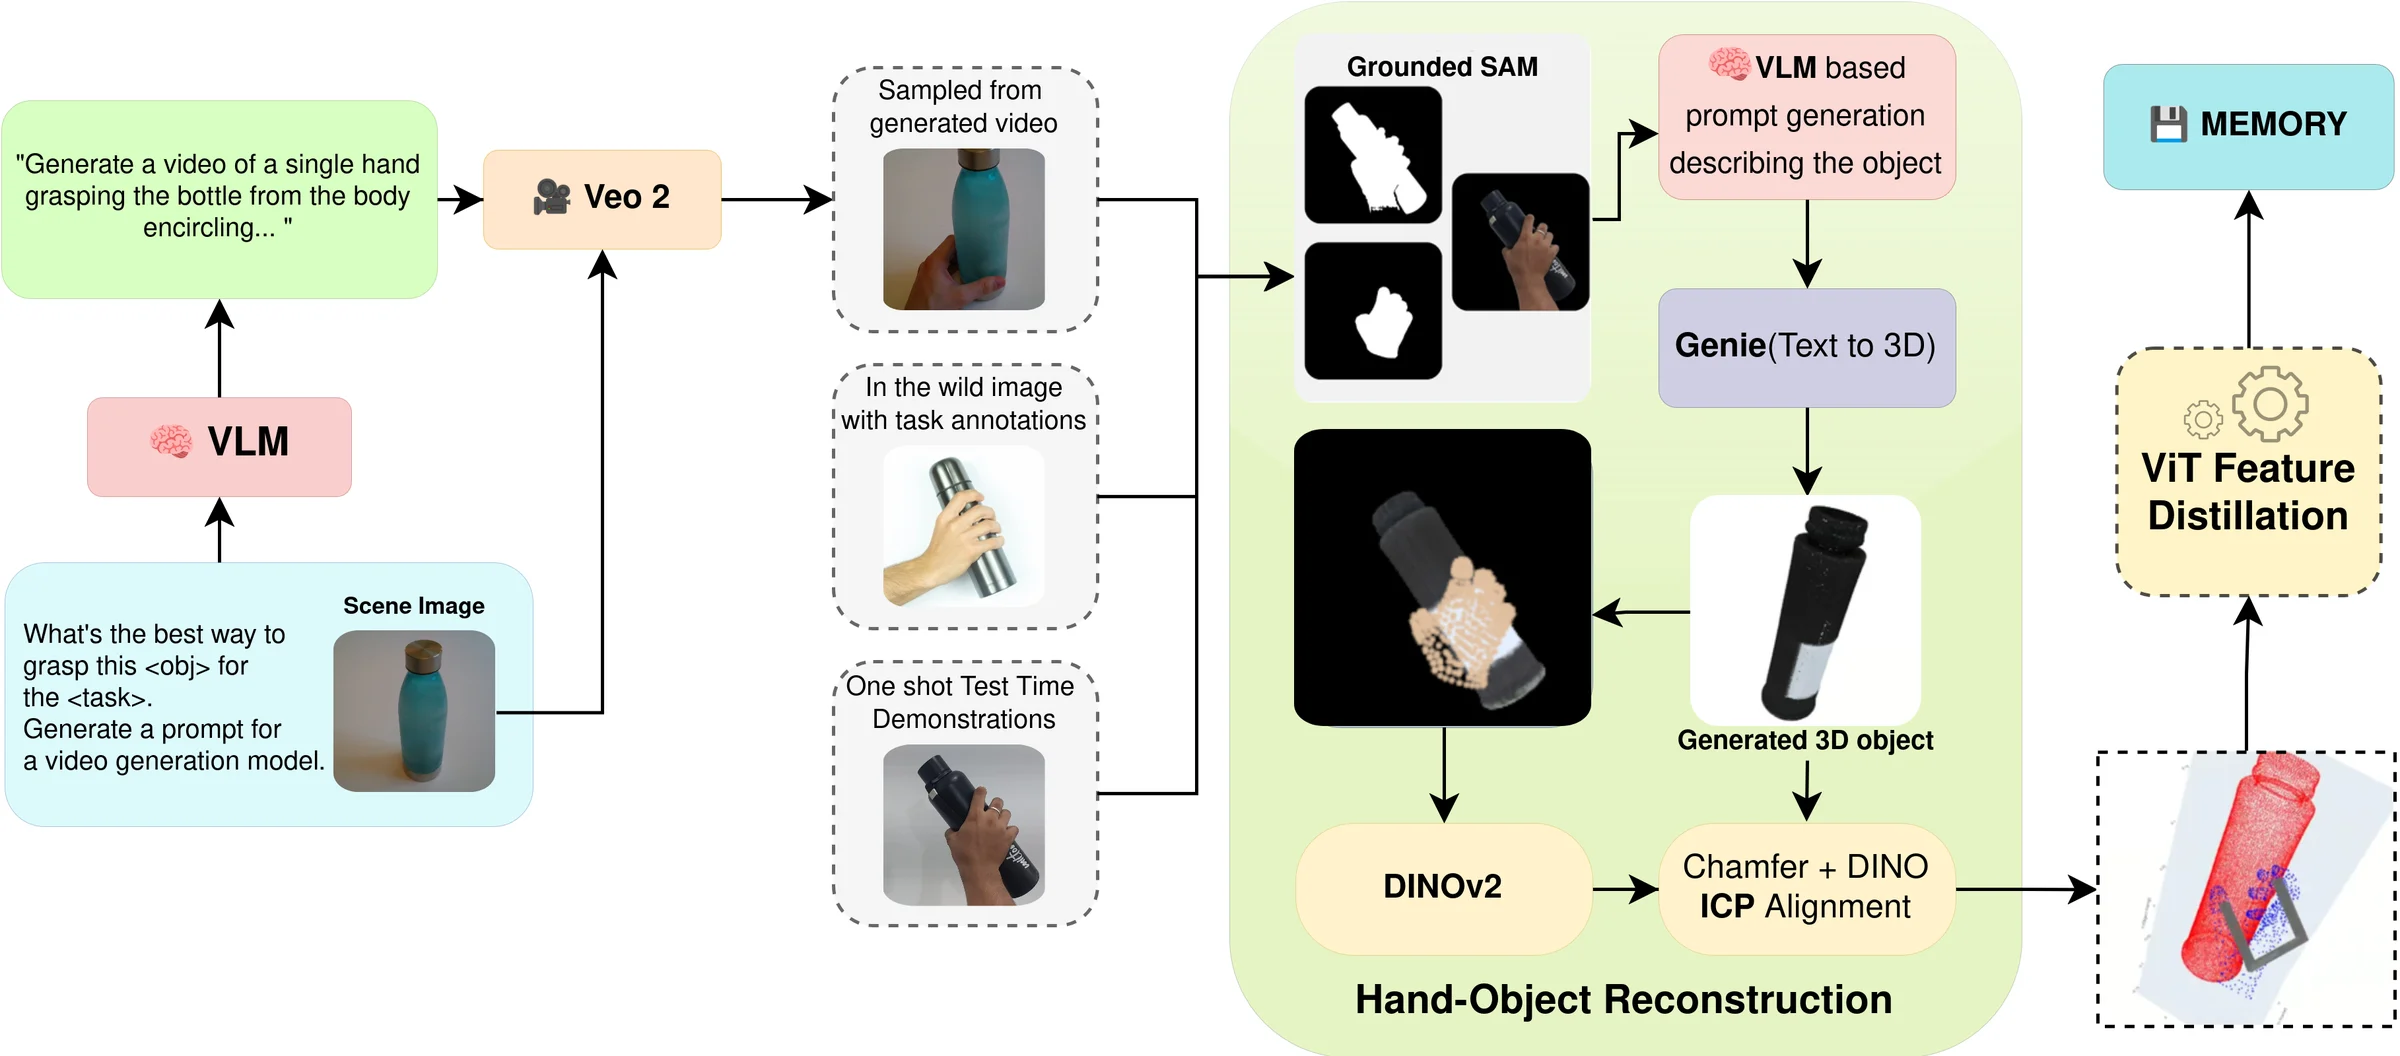 "Generate a video of a single hand
grasping the bottle from the body
encircling... "
VLM
What's the best way to
grasp this <obj> for
the <task>.
Generate a prompt for
a video generation model.
Scene Image
Veo 2
Sampled from
generated video
In the wild image
with task annotations
One shot Test Time
Demonstrations
Grounded SAM
VLM based
prompt generation
describing the object
Genie(Text to 3D)
Generated 3D object
DINOv2
Chamfer + DINO
ICP Alignment
Hand-Object Reconstruction
MEMORY
ViT Feature
Distillation